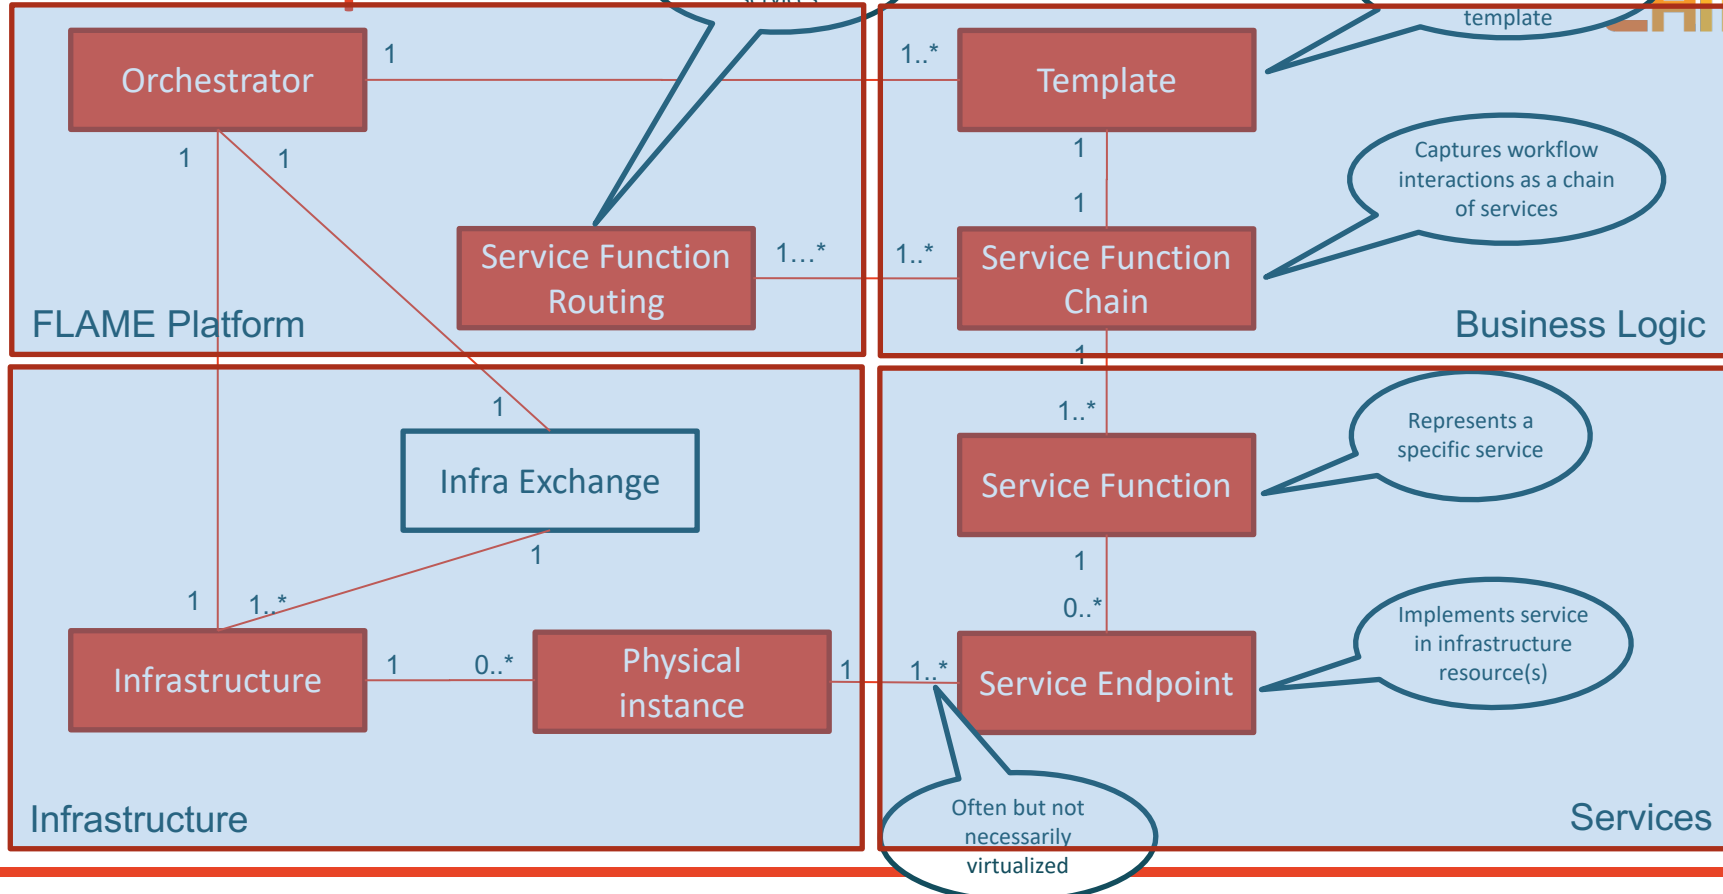 template
Orchestrator
1
1..*
Template
1
1
1
1
Captures workflow
interactions as a chain
of services
Service Function
Routing
1...*
1..*
Service Function
Chain
FLAME Platform
Business Logic
1
1
1..*
Represents a
specific service
Infra Exchange
Service Function
1
1
1
1..*
0..*
Implements service
in infrastructure
resource(s)
Infrastructure
1
0..*
Physical
instance
1
1..*
Service Endpoint
Often but not
necessarily
virtualized
Infrastructure
Services